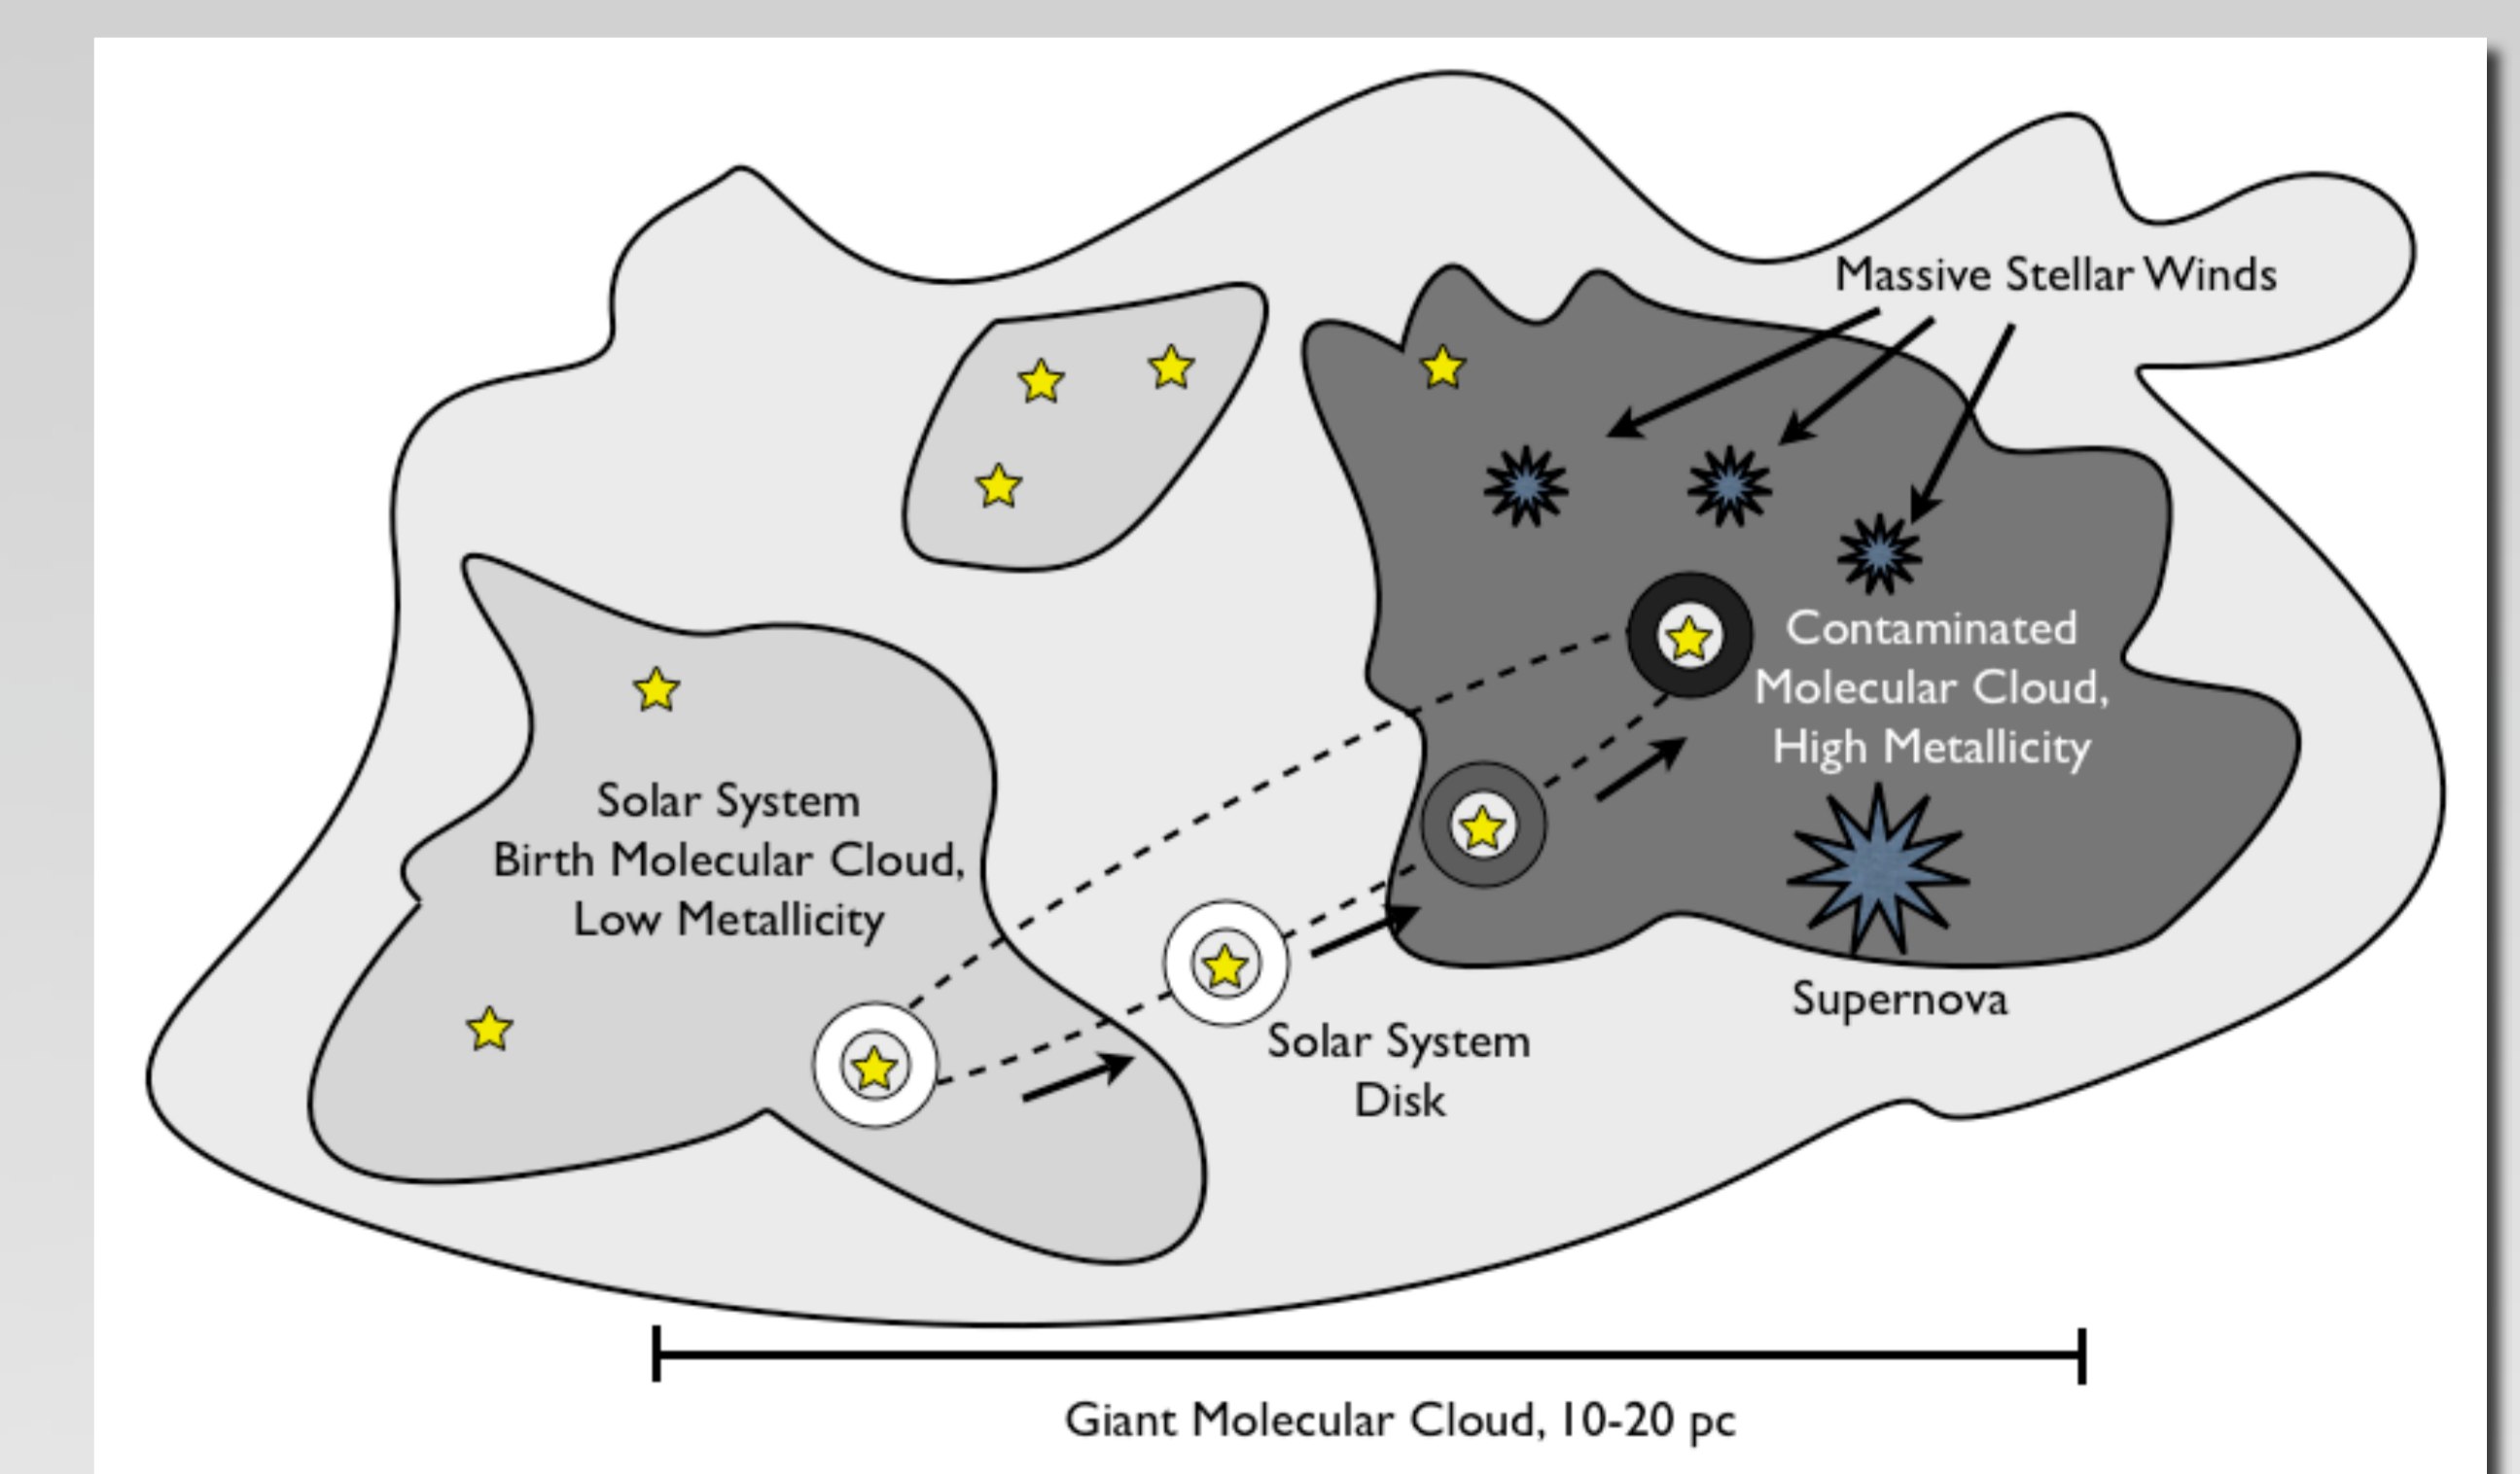 Massive Stellar Winds
Contaminated
Molecular Cloud,
High Metallicity
Solar System
Birth Molecular Cloud,
Low Metallicity
Supernova
Solar System
Disk
Giant Molecular Cloud, 10-20 pc